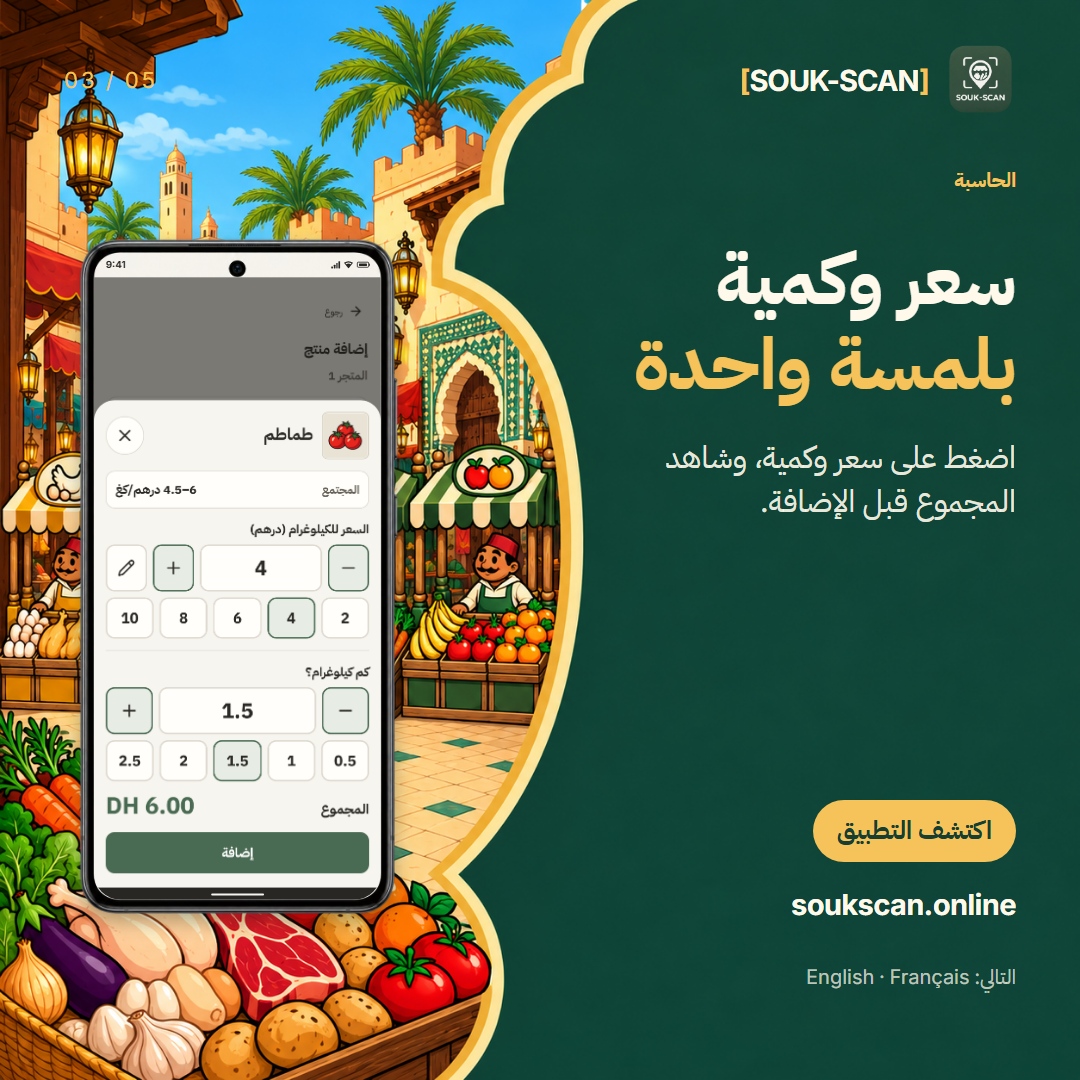 03 / 05
[SOUK-SCAN]
SOUK-SCAN
الحاسبة
سعر وكمية
بلمسة واحدة
اضغط على سعر وكمية، وشاهد
المجموع قبل الإضافة.
9:41
رجوع
إضافة منتج
المتجر 1
طماطم
المجتمع 4.5–6 درهم/كغ
السعر للكيلوغرام (درهم)
− 4 +
2 4 6 8 10
كم كيلوغرام؟
− 1.5 +
0.5 1 1.5 2 2.5
المجموع DH 6.00
إضافة
اكتشف التطبيق
soukscan.online
التالي: English · Français